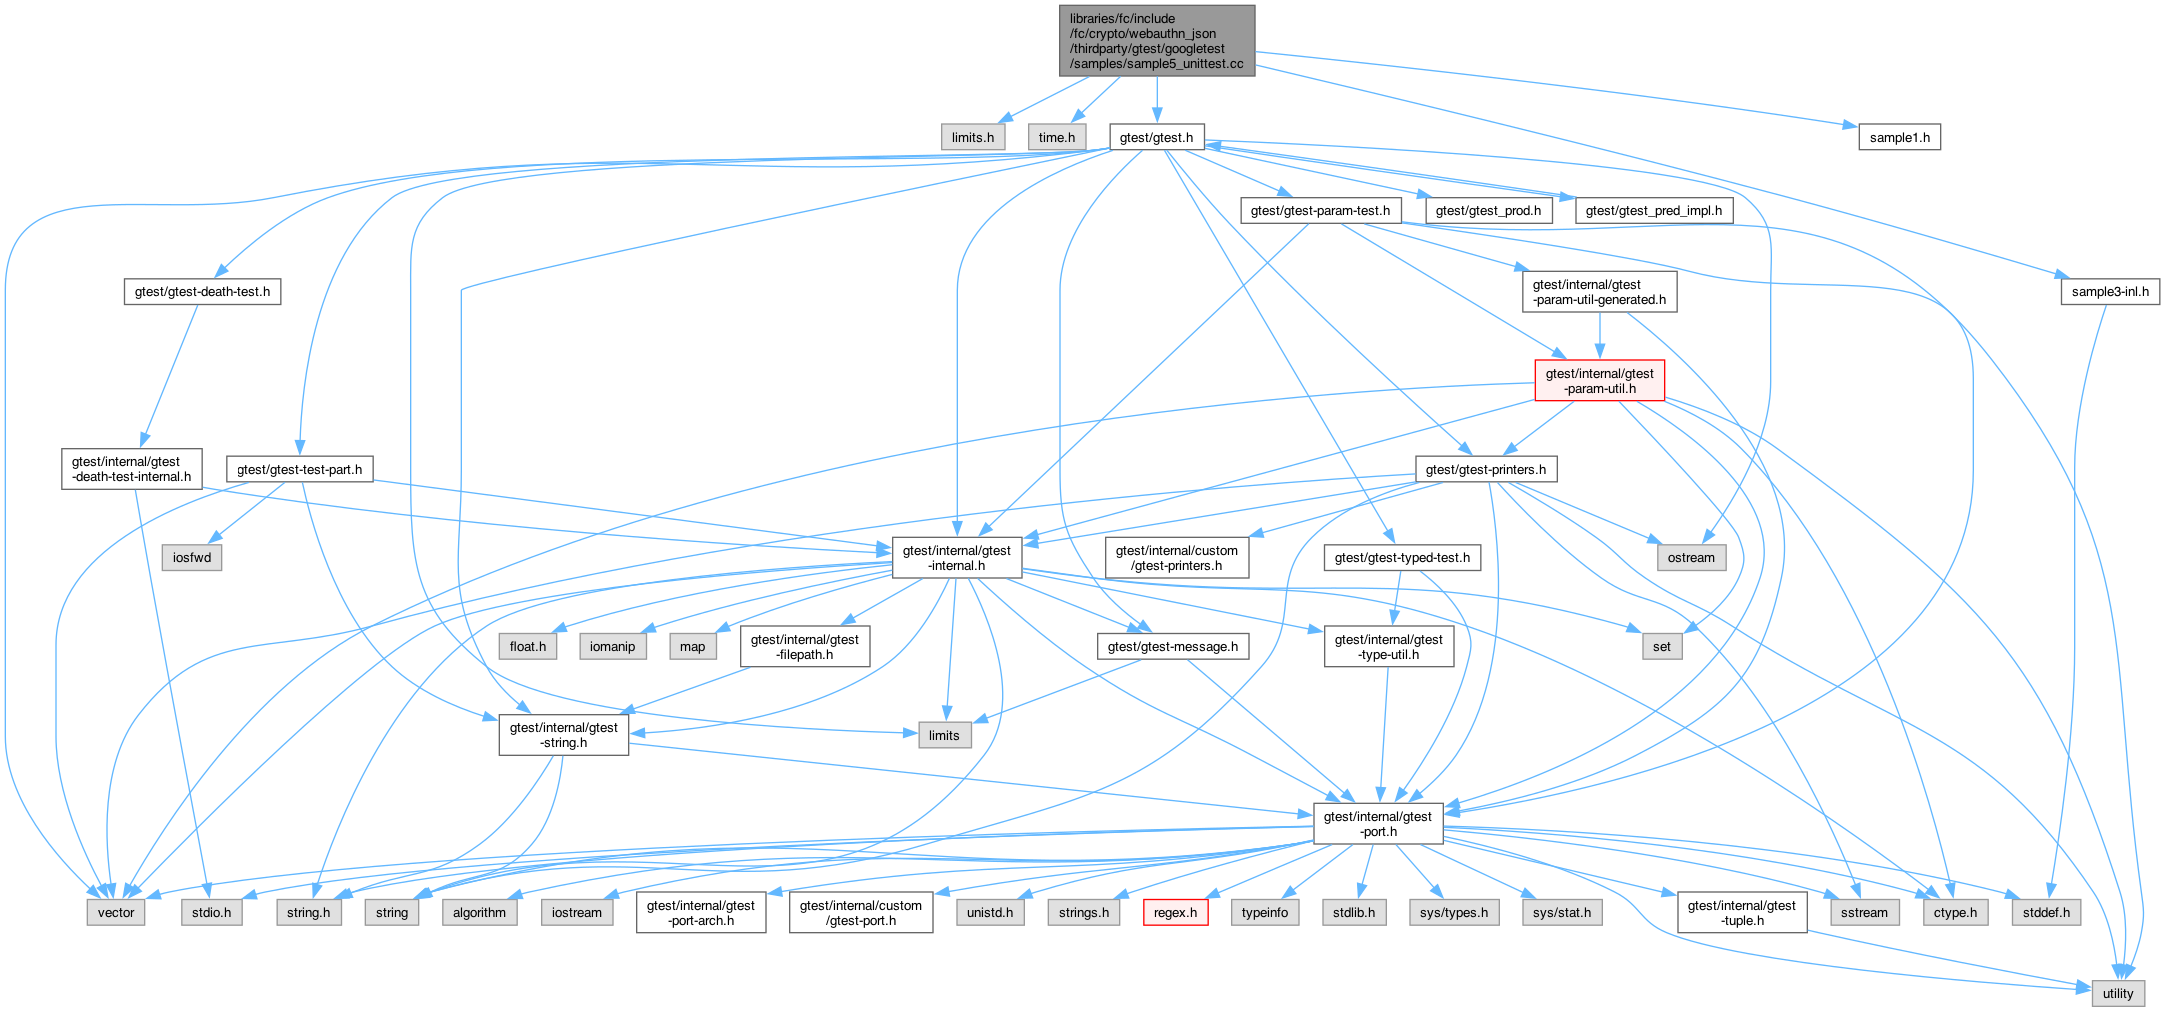 libraries/fc/include
/fc/crypto/webauthn_json
/thirdparty/gtest/googletest
/samples/sample5_unittest.cc
limits.h
time.h
gtest/gtest.h
sample1.h
gtest/gtest-param-test.h
gtest/gtest_prod.h
gtest/gtest_pred_impl.h
gtest/gtest-death-test.h
gtest/internal/gtest
-param-util-generated.h
sample3-inl.h
gtest/internal/gtest
-param-util.h
gtest/internal/gtest
-death-test-internal.h
gtest/gtest-test-part.h
gtest/gtest-printers.h
iosfwd
gtest/internal/gtest
-internal.h
gtest/internal/custom
/gtest-printers.h
gtest/gtest-typed-test.h
ostream
float.h
iomanip
map
gtest/internal/gtest
-filepath.h
gtest/gtest-message.h
gtest/internal/gtest
-type-util.h
set
gtest/internal/gtest
-string.h
limits
gtest/internal/gtest
-port.h
vector
stdio.h
string.h
string
algorithm
iostream
gtest/internal/gtest
-port-arch.h
gtest/internal/custom
/gtest-port.h
unistd.h
strings.h
regex.h
typeinfo
stdlib.h
sys/types.h
sys/stat.h
gtest/internal/gtest
-tuple.h
sstream
ctype.h
stddef.h
utility